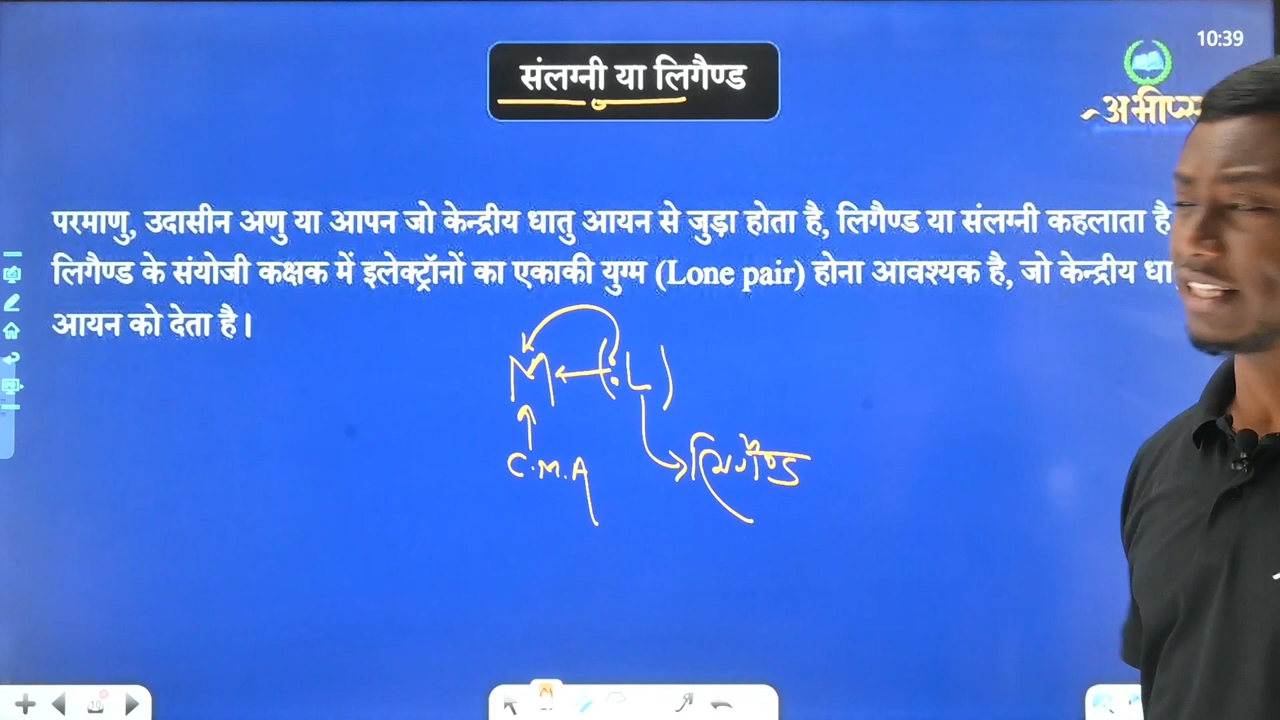 10:39
संलग्नी या लिगैण्ड
परमाणु, उदासीन अणु या आपन जो केन्द्रीय धातु आयन से जुड़ा होता है, लिगैण्ड या संलग्नी कहलाता है
लिगैण्ड के संयोजी कक्षक में इलेक्ट्रॉनों का एकाकी युग्म (Lone pair) होना आवश्यक है, जो केन्द्रीय
आयन को देता है।
M ← (:L)
C.M.A
लिगैण्ड
10